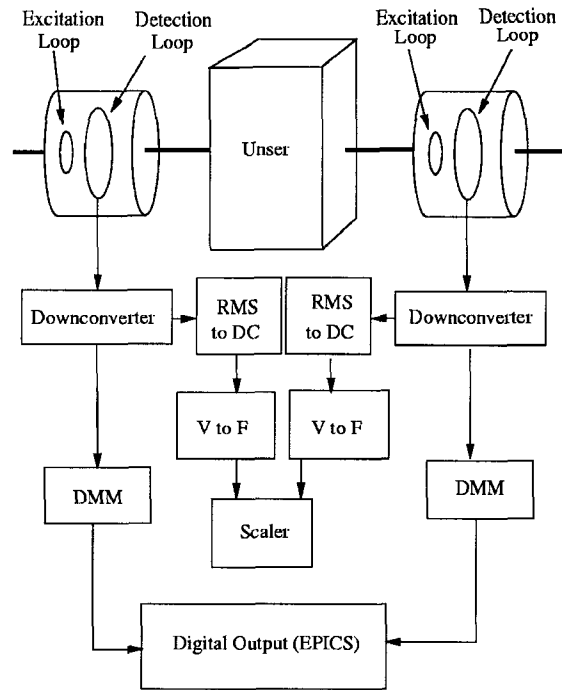 Excitation
Loop
Detection
Loop
Excitation
Loop
Detection
Loop
Unser
Downconverter
RMS
to DC
RMS
to DC
Downconverter
V to F
V to F
DMM
Scaler
DMM
Digital Output (EPICS)